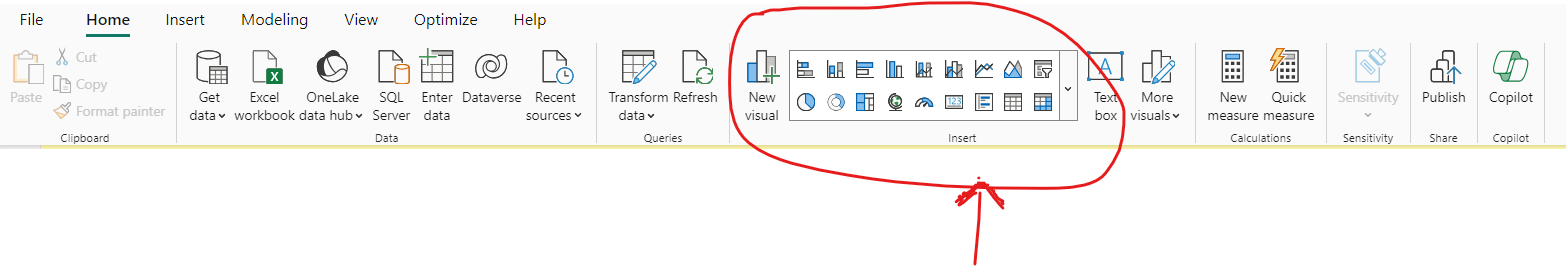 File Home Insert Modeling View Optimize Help
Paste
Cut
Copy
Format painter
Clipboard
Get
data
Excel
workbook
OneLake
data hub
SQL
Server
Enter
data
Dataverse
Recent
sources
Data
Transform
data
Refresh
Queries
New
visual
123
Insert
A
Text
box
More
visuals
New
measure
Quick
measure
Calculations
Sensitivity
Sensitivity
Publish
Share
Copilot
Copilot